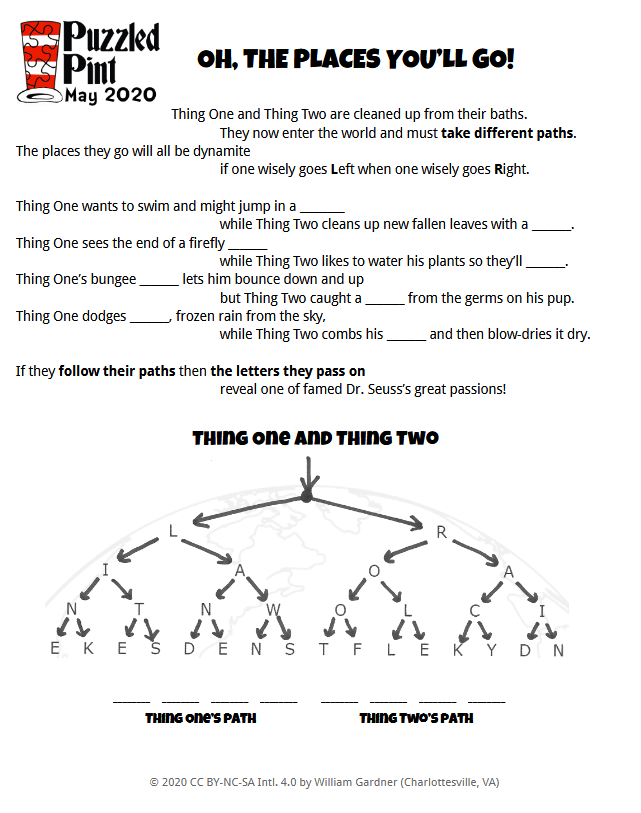 Puzzled
Pint
May 2020
OH, THE PLACES YOU'LL GO!
Thing One and Thing Two are cleaned up from their baths.
They now enter the world and must take different paths.
The places they go will all be dynamite
if one wisely goes Left when one wisely goes Right.
Thing One wants to swim and might jump in a _______
while Thing Two cleans up new fallen leaves with a ______.
Thing One sees the end of a firefly ______
while Thing Two likes to water his plants so they'll ______.
Thing One's bungee ______ lets him bounce down and up
but Thing Two caught a ______ from the germs on his pup.
Thing One dodges ______, frozen rain from the sky,
while Thing Two combs his ______ and then blow-dries it dry.
If they follow their paths then the letters they pass on
reveal one of famed Dr. Seuss's great passions!
Thing One and Thing Two
L R
I A O A
N T N W O L C I
E K E S D E N S T F L E K Y D N
______ ______ ______ ______ ______ ______ ______ ______
Thing One's Path Thing Two's Path
© 2020 CC BY-NC-SA Intl. 4.0 by William Gardner (Charlottesville, VA)